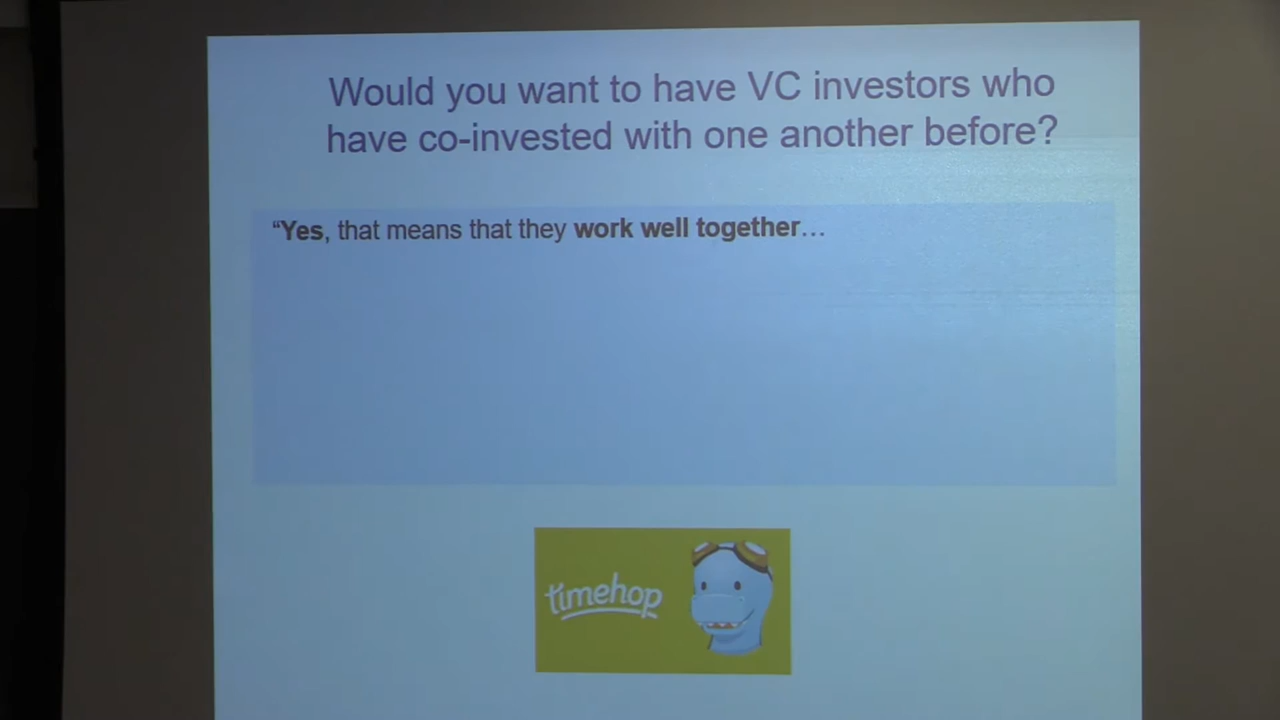 Would you want to have VC investors who
have co-invested with one another before?
“Yes, that means that they work well together…
timehop